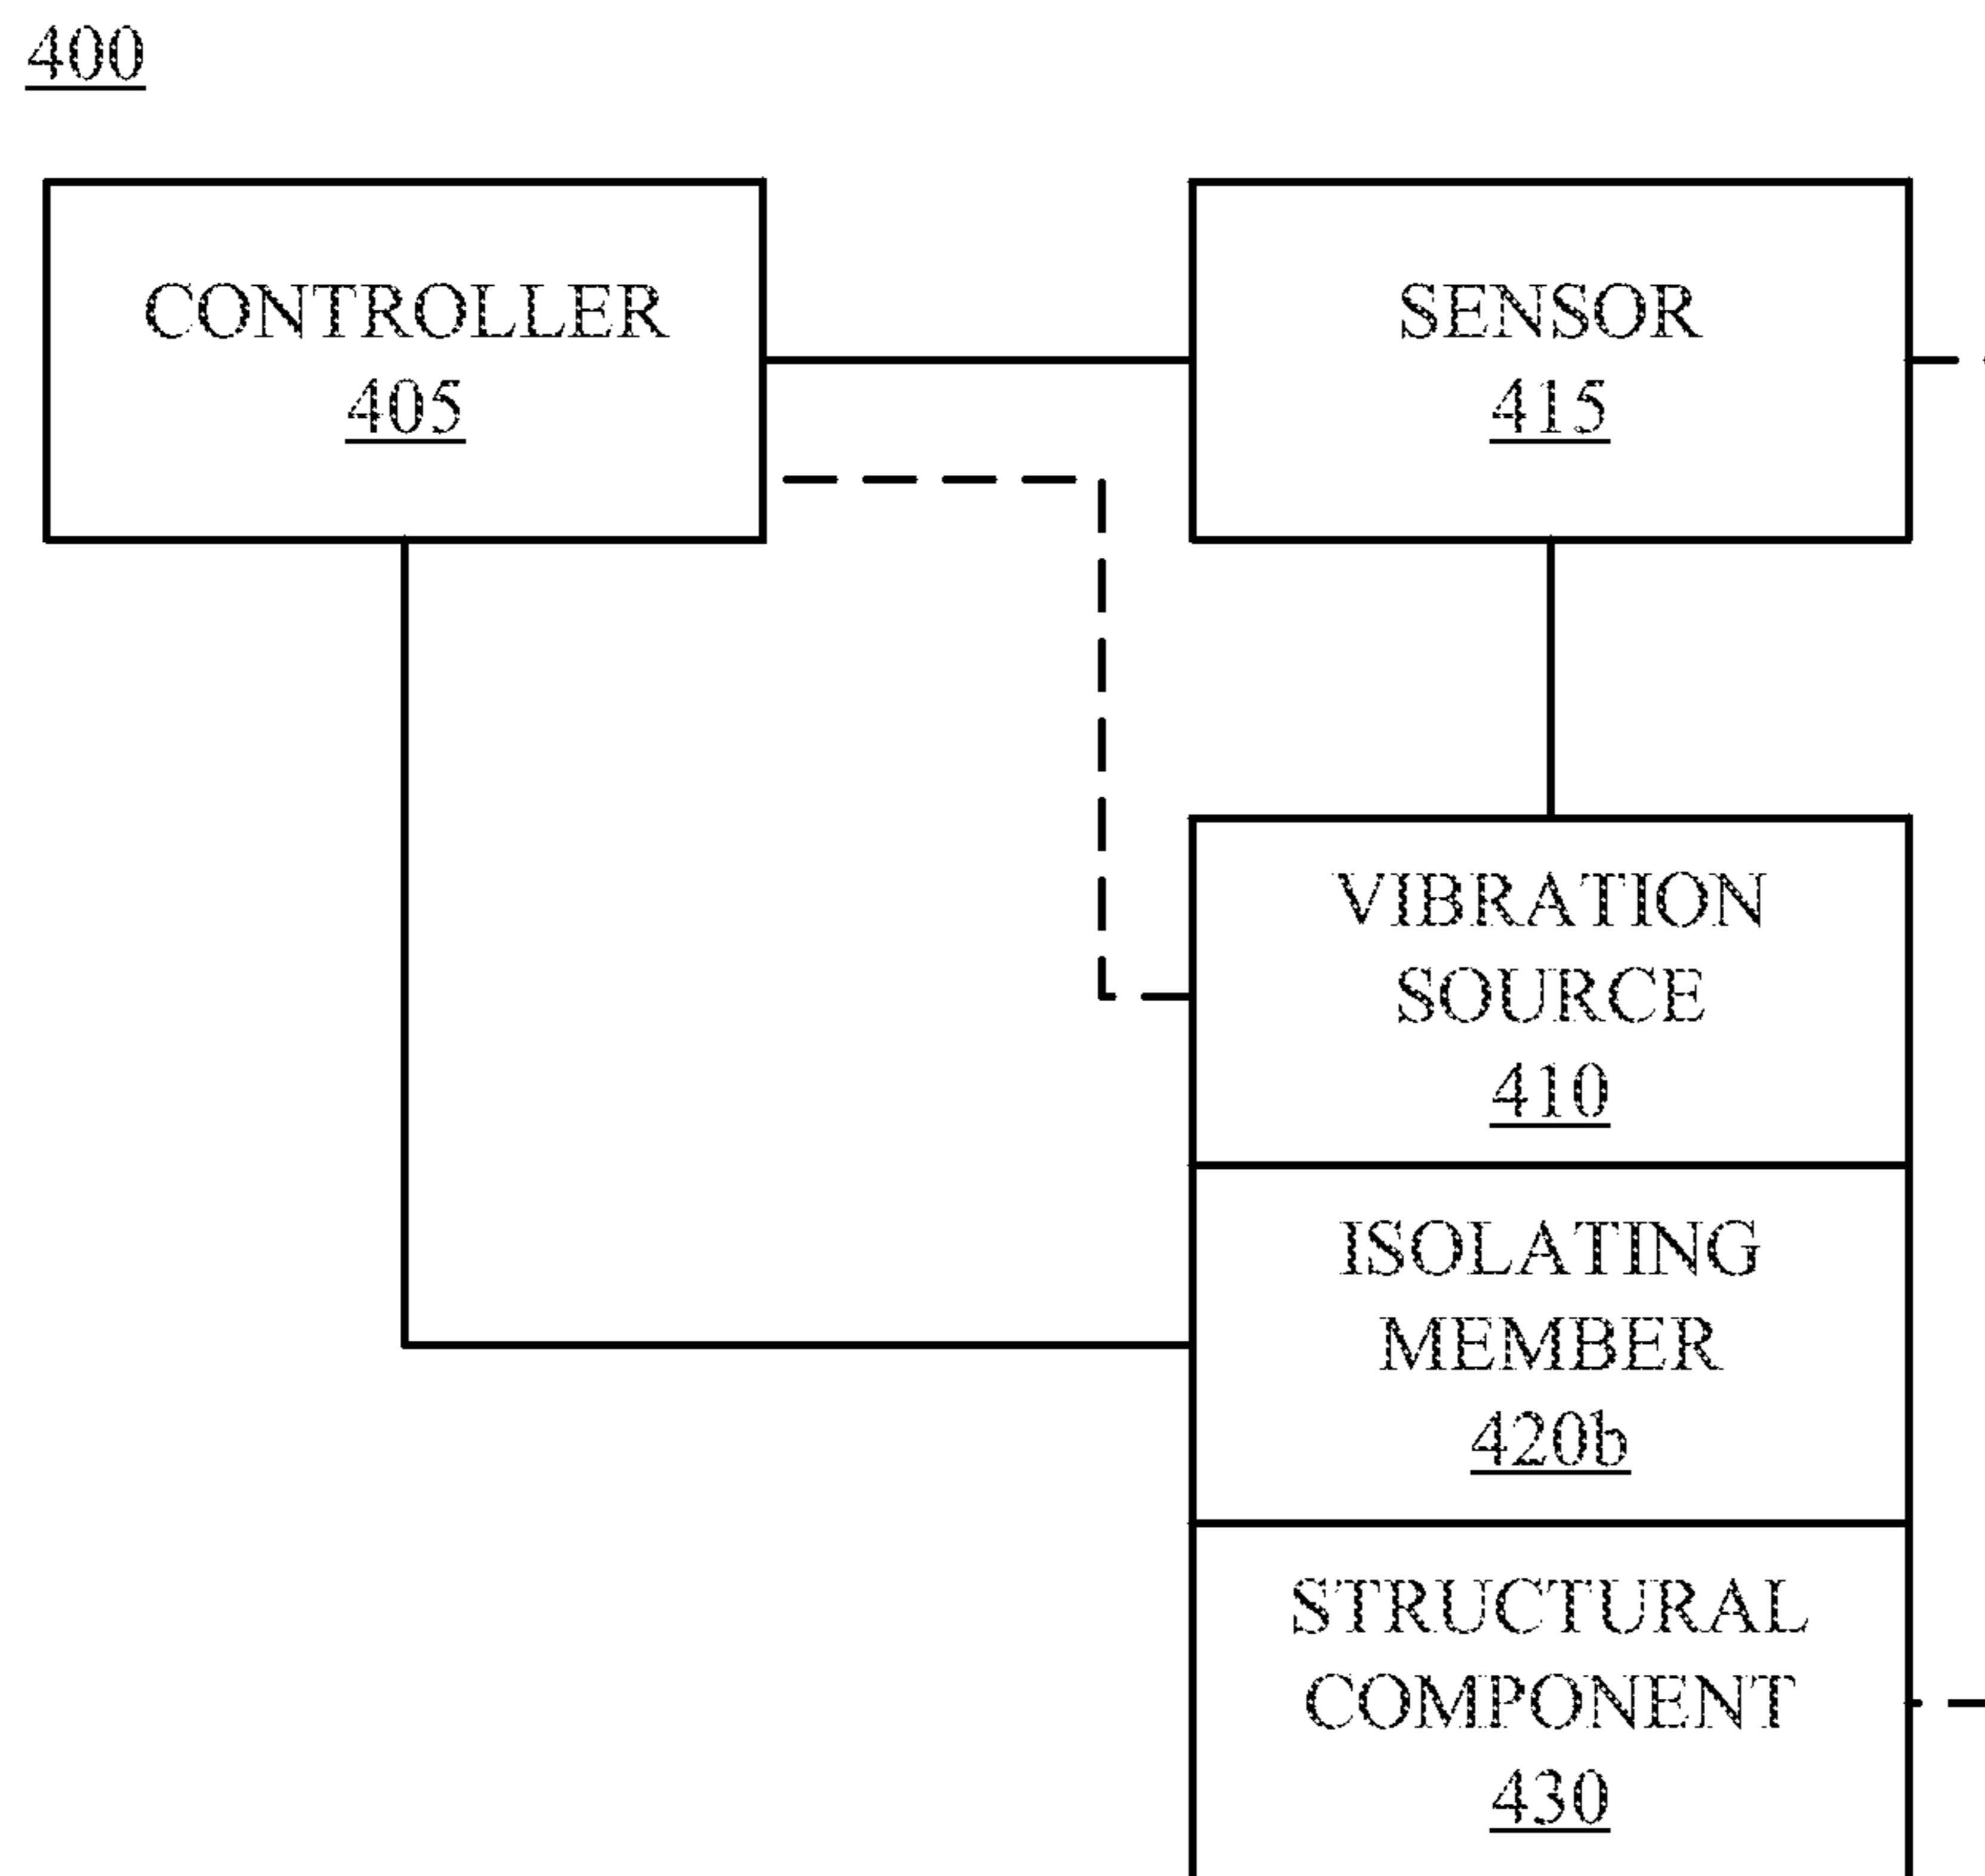 400
CONTROLLER
405
SENSOR
415
VIBRATION
SOURCE
410
ISOLATING
MEMBER
420b
STRUCTURAL
COMPONENT
430